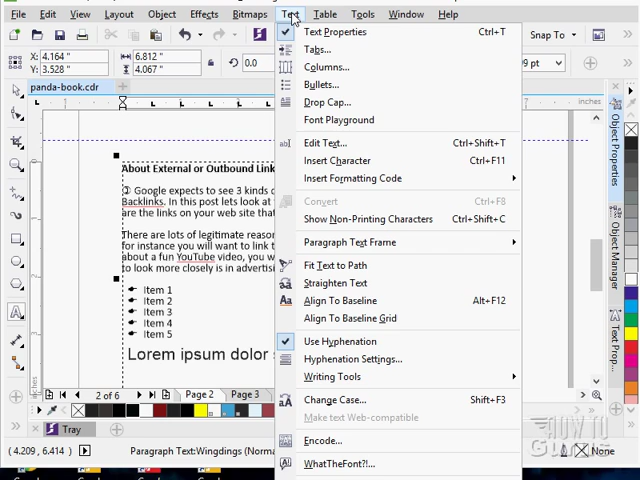 File Edit View Layout Object Effects Bitmaps Text Table Tools Window Help
Snap To
X: 4.164 " 6.812 "
Y: 3.528 " 4.067 "
0.0
99 pt
panda-book.cdr
inches
About External or Outbound Link
① Google expects to see 3 kinds o
Backlinks. In this post lets look at
are the links on your web site that
There are lots of legitimate reason
for instance you will want to link t
about a fun YouTube video, you w
to look more closely is in advertisi
Item 1
Item 2
Item 3
Item 4
Item 5
Lorem ipsum dolor s
Text Properties Ctrl+T
Tabs...
Columns...
Bullets...
Drop Cap...
Font Playground
Edit Text... Ctrl+Shift+T
Insert Character Ctrl+F11
Insert Formatting Code
Convert Ctrl+F8
Show Non-Printing Characters Ctrl+Shift+C
Paragraph Text Frame
Fit Text to Path
Straighten Text
Align To Baseline Alt+F12
Align To Baseline Grid
Use Hyphenation
Hyphenation Settings...
Writing Tools
Change Case... Shift+F3
Make text Web-compatible
Encode...
WhatTheFont?!...
Object Properties
Object Manager
Text Prop...
inches
2 of 6 Page 2 Page 3
Tray
(4.209, 6.414) Paragraph Text:Wingdings (Norma
None
HOW TO
GURUS